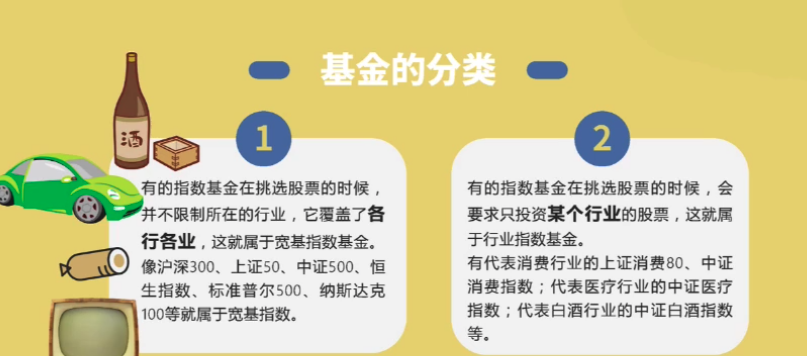 基金的分类
酒
1
有的指数基金在挑选股票的时候，
并不限制所在的行业，它覆盖了各
行各业，这就属于宽基指数基金。
像沪深300、上证50、中证500、恒
生指数、标准普尔500、纳斯达克
100等就属于宽基指数。
2
有的指数基金在挑选股票的时候，会
要求只投资某个行业的股票，这就属
于行业指数基金。
有代表消费行业的上证消费80、中证
消费指数；代表医疗行业的中证医疗
指数；代表白酒行业的中证白酒指数
等。